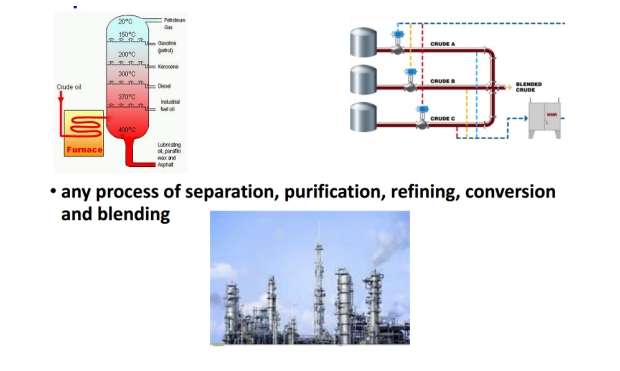 20°C
Petroleum
Gas
150°C
Gasoline
(petrol)
200°C
Kerosene
300°C
Diesel
370°C
Industrial
fuel oil
400°C
Crude oil
Furnace
Lubricating
oil, paraffin
wax and
Asphalt
CRUDE A
CRUDE B
CRUDE C
BLENDED
CRUDE
NMR
• any process of separation, purification, refining, conversion
and blending